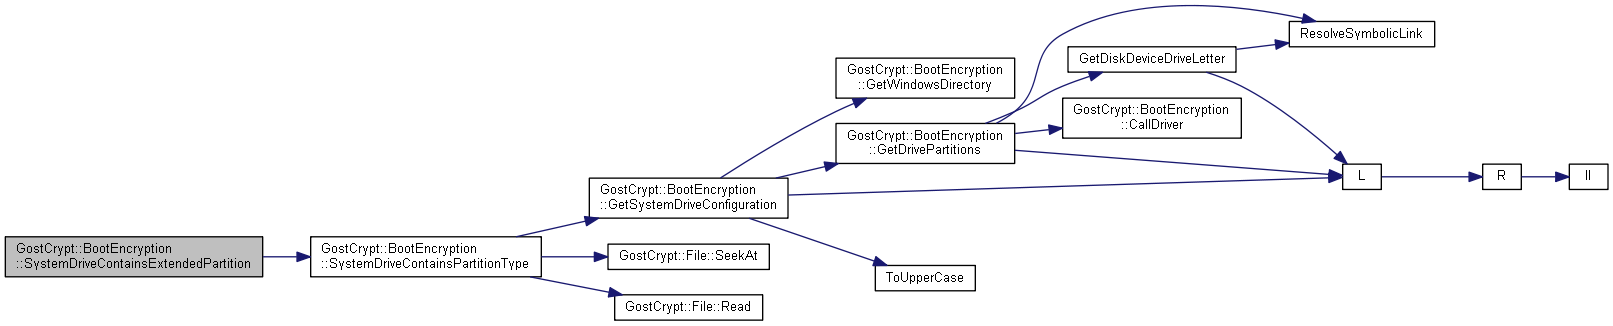 GostCrypt::BootEncryption
::SystemDriveContainsExtendedPartition
GostCrypt::BootEncryption
::SystemDriveContainsPartitionType
GostCrypt::BootEncryption
::GetSystemDriveConfiguration
GostCrypt::File::SeekAt
GostCrypt::File::Read
GostCrypt::BootEncryption
::GetWindowsDirectory
GostCrypt::BootEncryption
::GetDrivePartitions
ToUpperCase
GetDiskDeviceDriveLetter
GostCrypt::BootEncryption
::CallDriver
ResolveSymbolicLink
L
R
ll